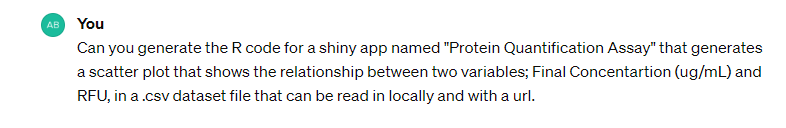 AB You
Can you generate the R code for a shiny app named "Protein Quantification Assay" that generates
a scatter plot that shows the relationship between two variables; Final Concentartion (ug/mL) and
RFU, in a .csv dataset file that can be read in locally and with a url.